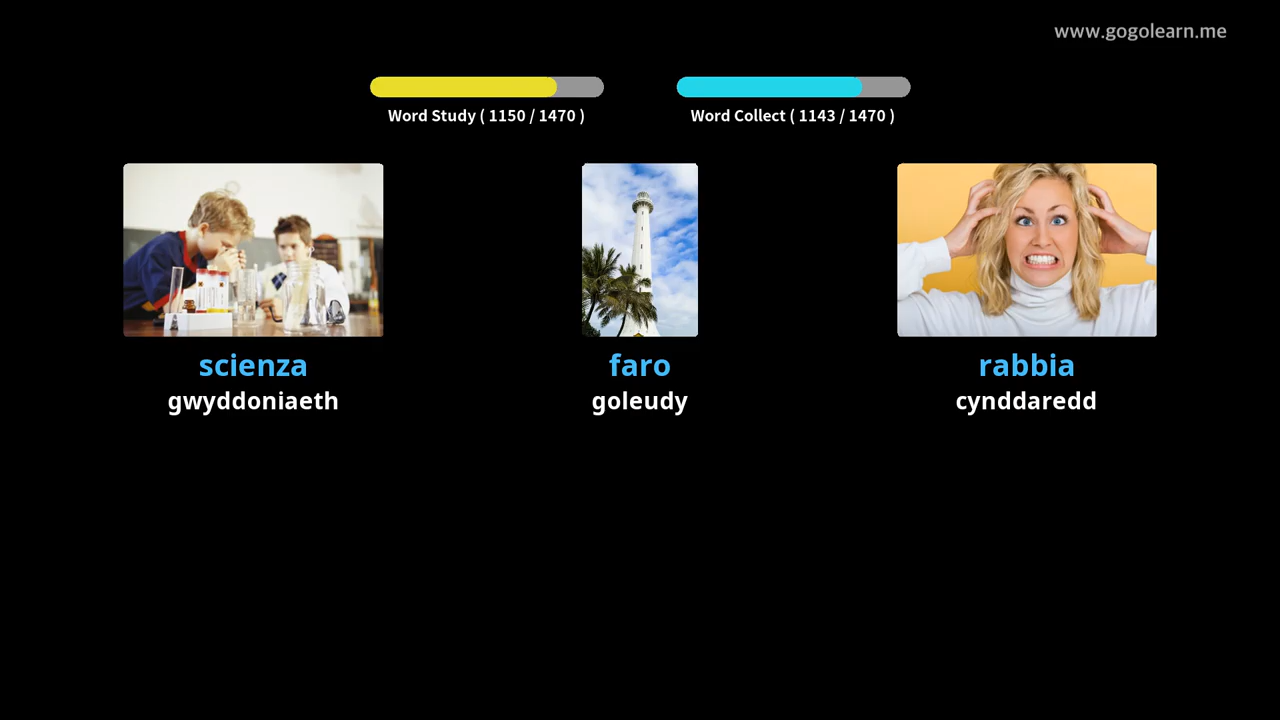 www.gogolearn.me
Word Study ( 1150 / 1470 )
Word Collect ( 1143 / 1470 )
scienza
gwyddoniaeth
faro
goleudy
rabbia
cynddaredd